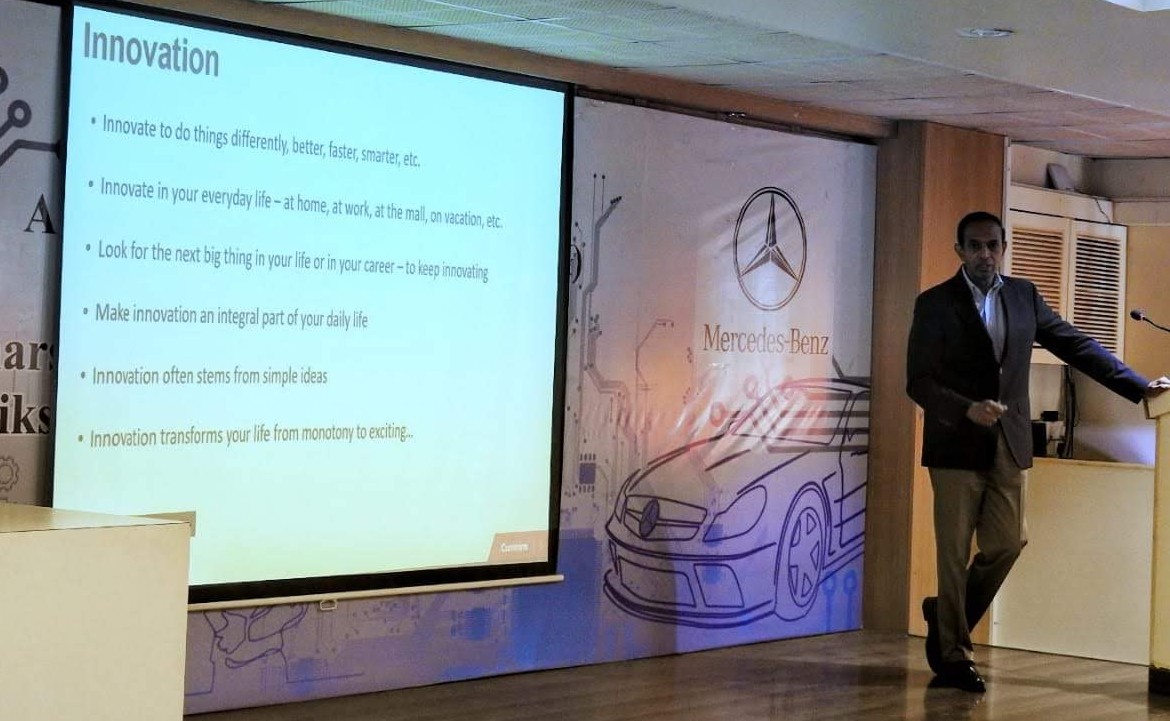 Innovation
• Innovate to do things differently, better, faster, smarter, etc.
• Innovate in your everyday life – at home, at work, at the mall, on vacation, etc.
• Look for the next big thing in your life or in your career – to keep innovating
• Make innovation an integral part of your daily life
• Innovation often stems from simple ideas
• Innovation transforms your life from monotony to exciting...
Mercedes-Benz
A
iks